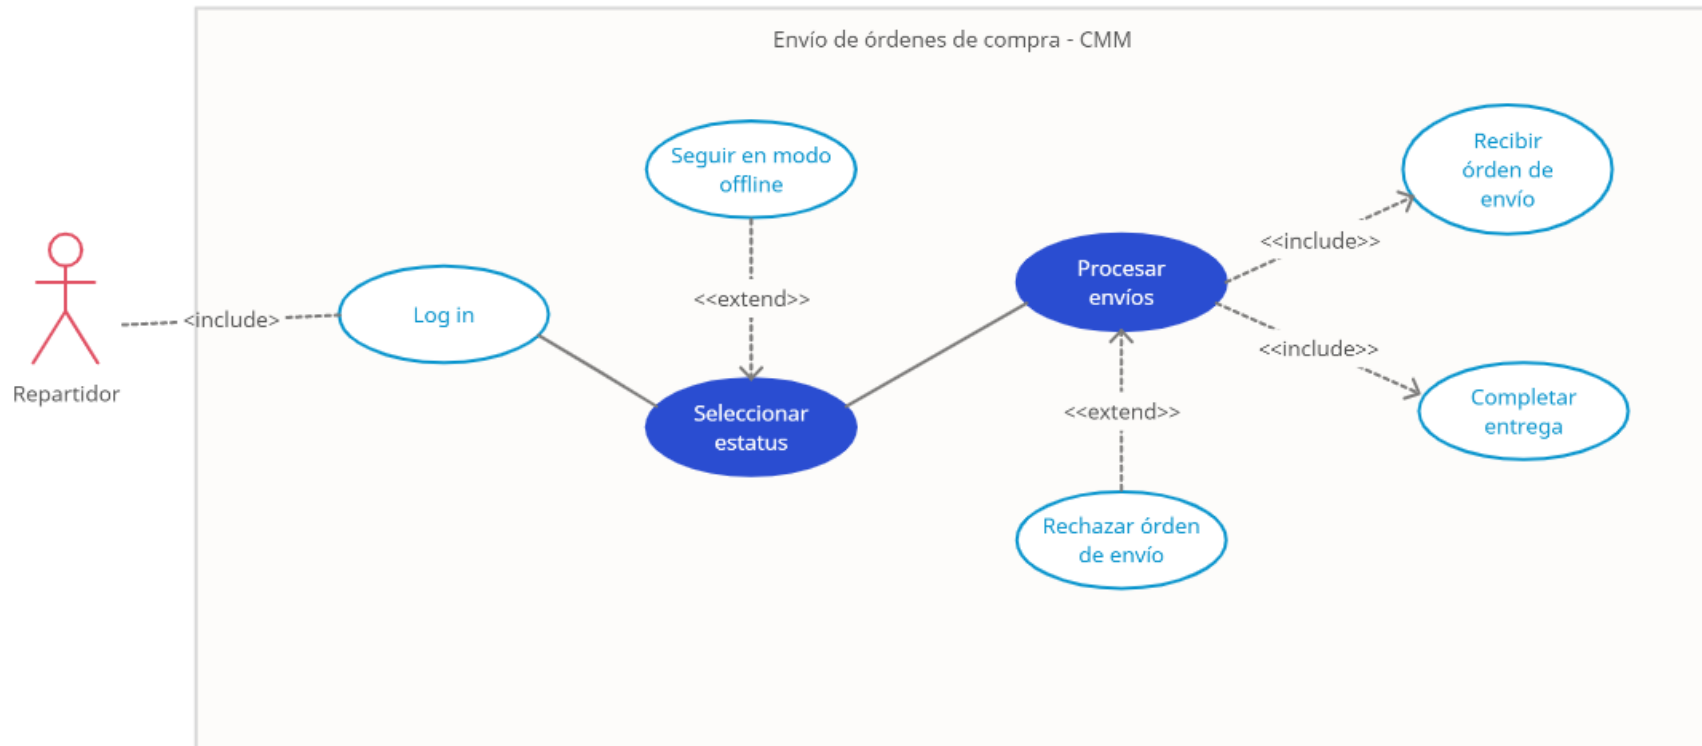 Envío de órdenes de compra - CMM
Seguir en modo
offline
Recibir
órden de
envío
<<include>>
Procesar
envíos
<<extend>>
Log in
<include>
<<include>>
Repartidor
Seleccionar
estatus
<<extend>>
Completar
entrega
Rechazar órden
de envío